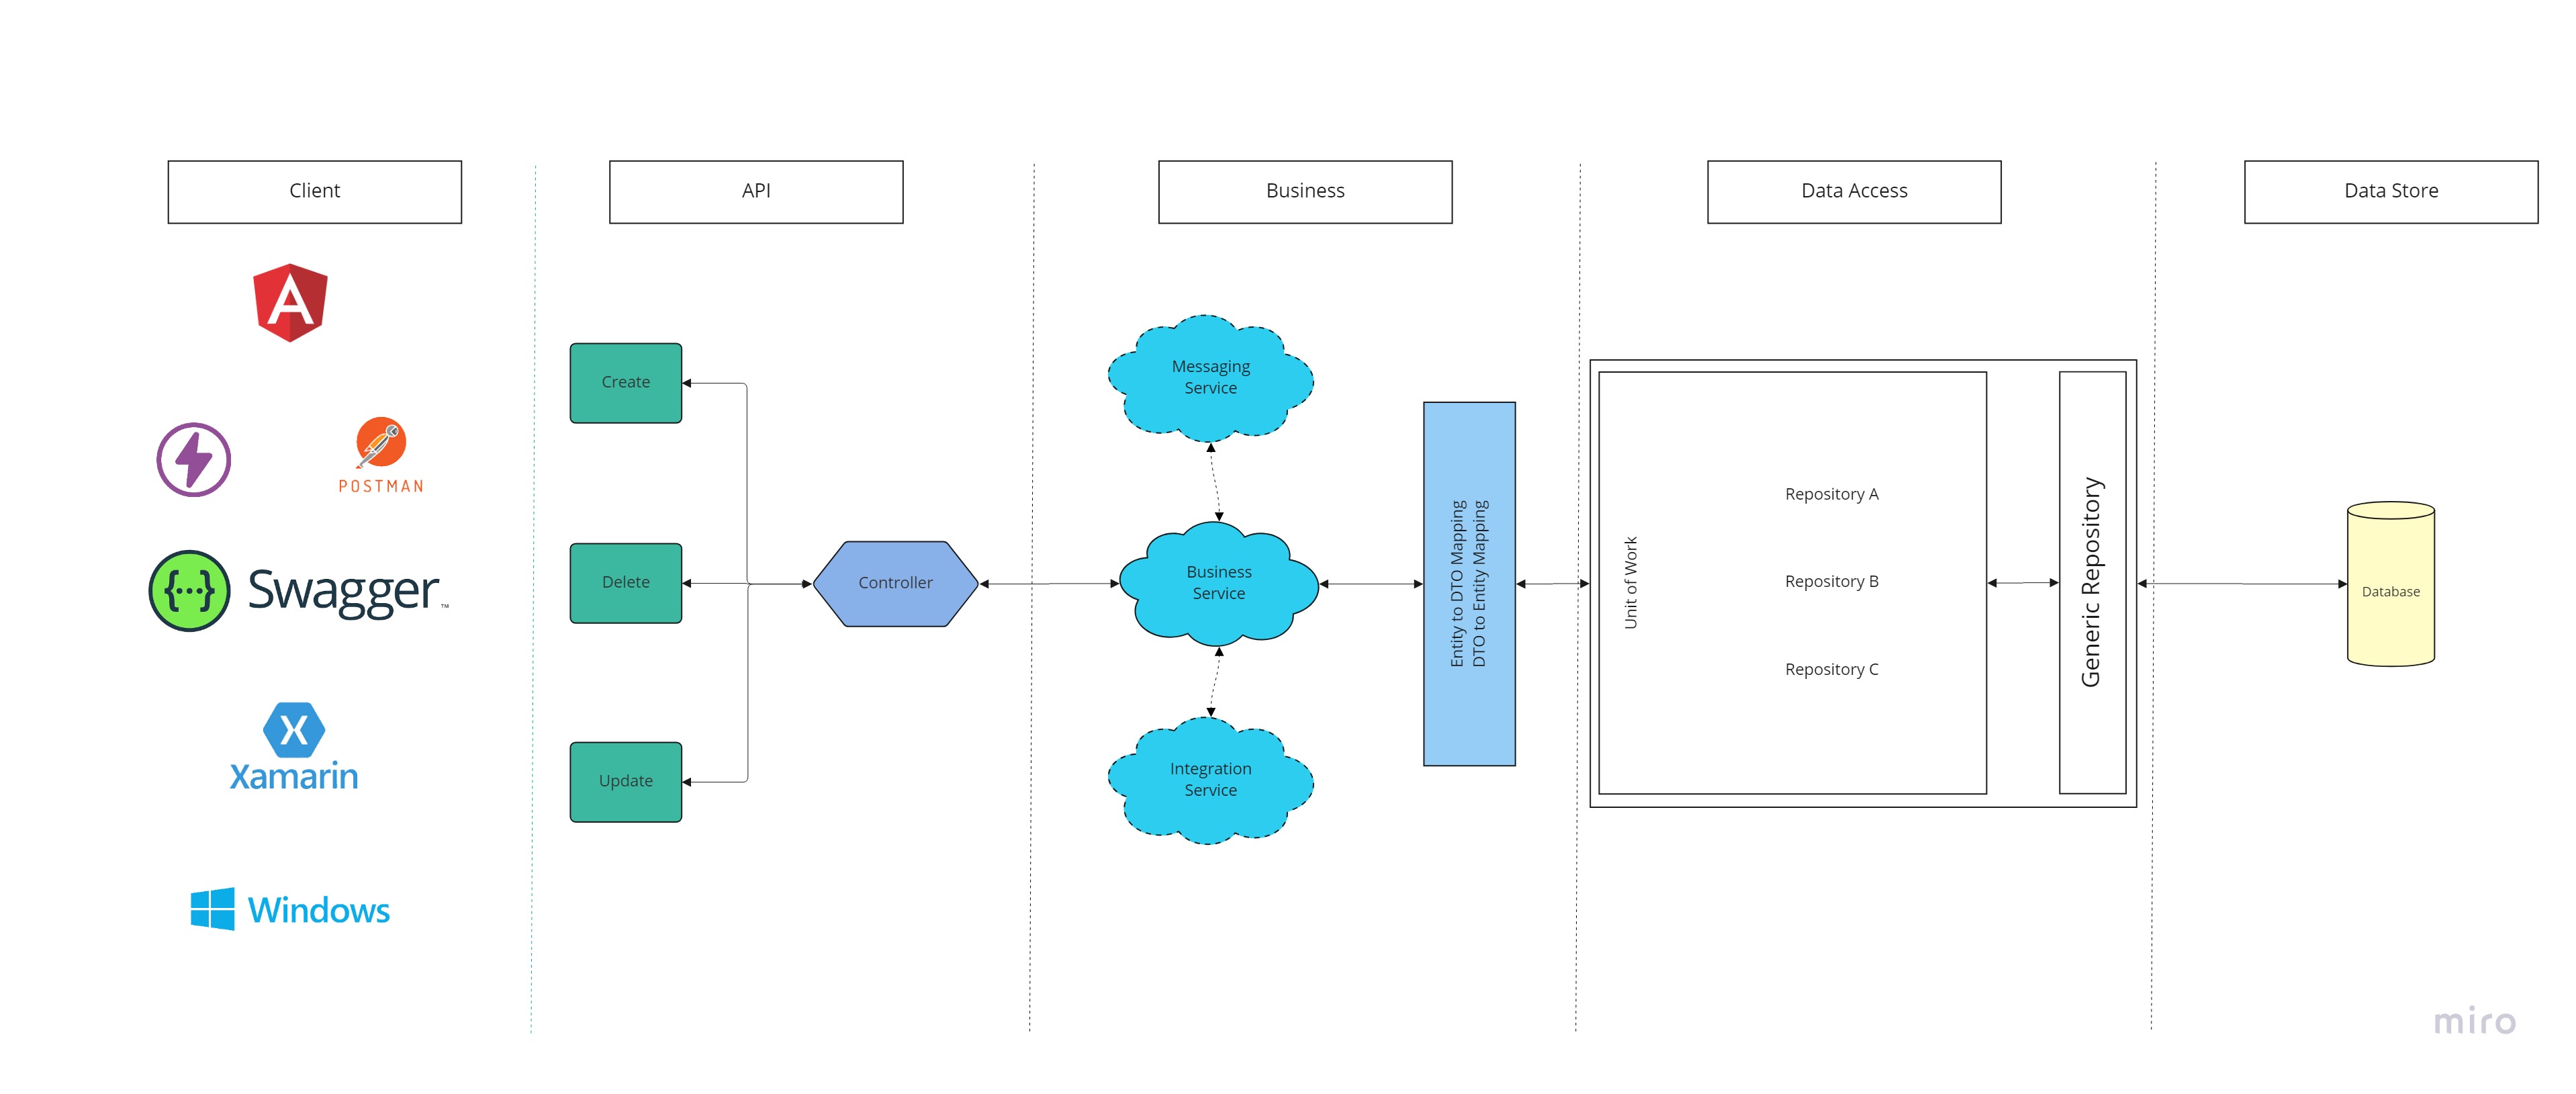 Client
API
Business
Data Access
Data Store
POSTMAN
Swagger™
Xamarin
Windows
Create
Delete
Update
Controller
Messaging
Service
Business
Service
Integration
Service
Entity to DTO Mapping
DTO to Entity Mapping
Unit of Work
Repository A
Repository B
Repository C
Generic Repository
Database
miro